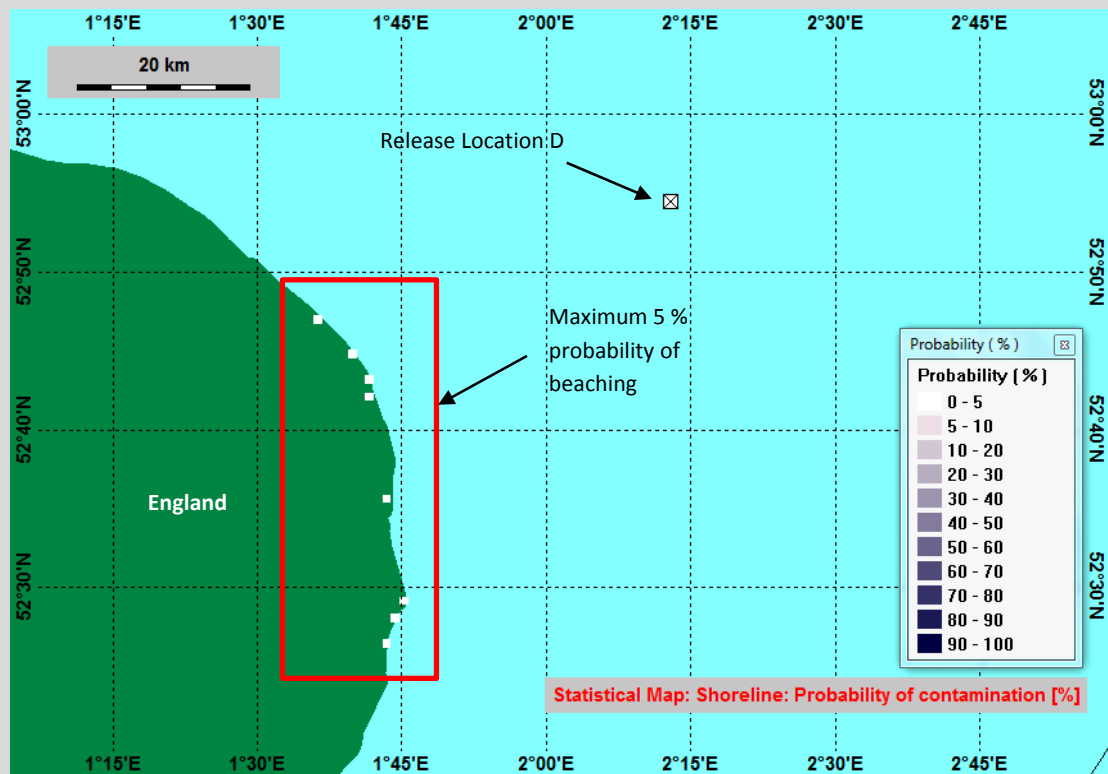 1°15'E 1°30'E 1°45'E 2°00'E 2°15'E 2°30'E 2°45'E
20 km
53°00'N
53°00'N
Release Location D
52°50'N
52°50'N
Maximum 5 %
probability of
beaching
Probability ( % )
Probability ( % )
0 - 5
5 - 10
10 - 20
20 - 30
30 - 40
40 - 50
50 - 60
60 - 70
70 - 80
80 - 90
90 - 100
52°40'N
52°40'N
England
52°30'N
52°30'N
Statistical Map: Shoreline: Probability of contamination [%]
1°15'E 1°30'E 1°45'E 2°00'E 2°15'E 2°30'E 2°45'E